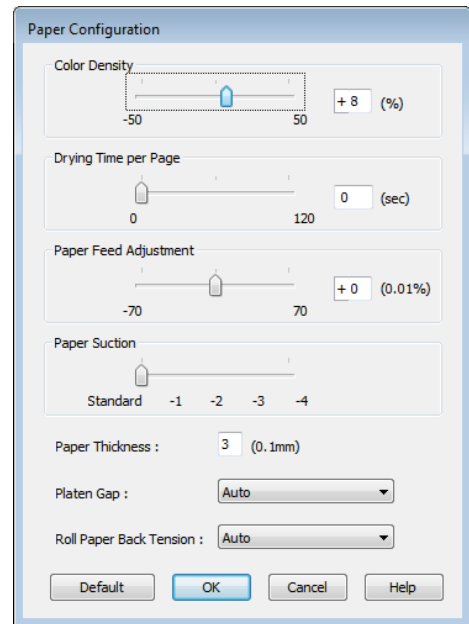 Paper Configuration
Color Density
+ 8 (%)
-50 50
Drying Time per Page
0 (sec)
0 120
Paper Feed Adjustment
+ 0 (0.01%)
-70 70
Paper Suction
Standard -1 -2 -3 -4
Paper Thickness : 3 (0.1mm)
Platen Gap : Auto
Roll Paper Back Tension : Auto
Default OK Cancel Help